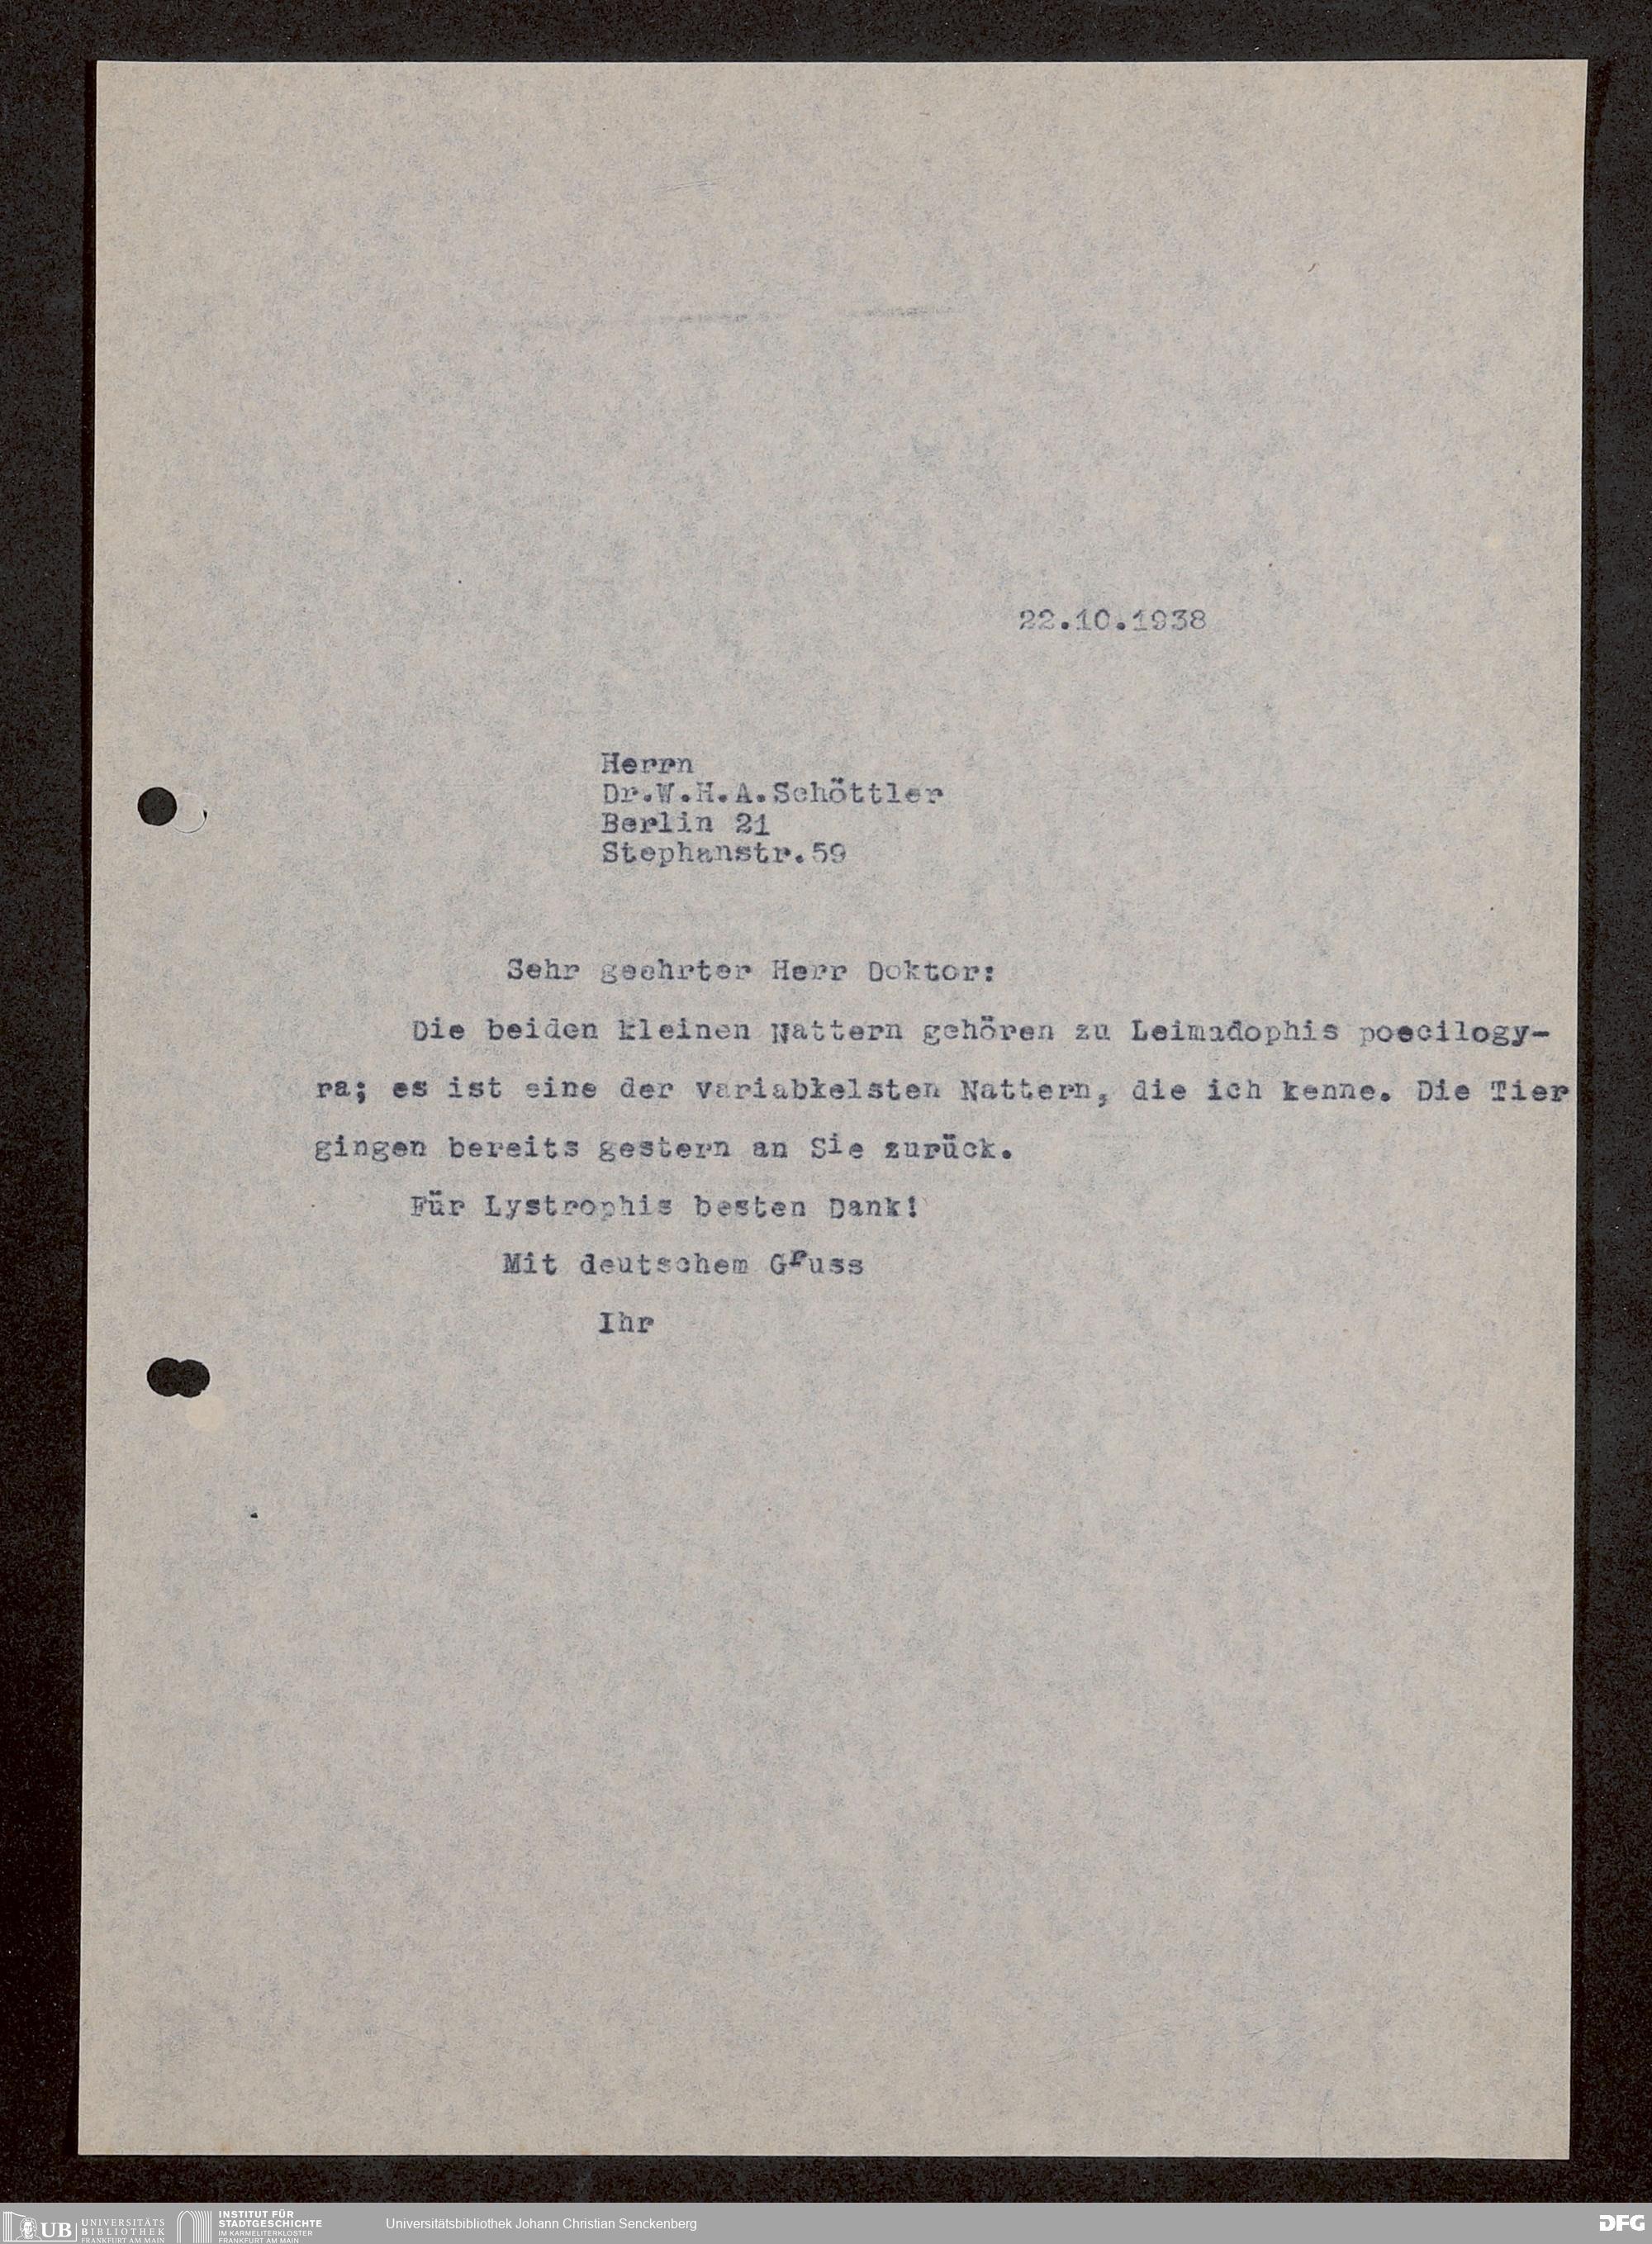 22.10.1938
Herrn
Dr.W.H.A.Schöttler
Berlin 21
Stephanstr.59
Sehr geehrter Herr Doktor:
Die beiden kleinen Nattern gehören zu Leimadophis poecilogy-
ra; es ist eine der variabkelsten Nattern, die ich kenne. Die Tier
gingen bereits gestern an Sie zurück.
Für Lystrophis besten Dank!
Mit deutschem Gruss
Ihr
UB UNIVERSITÄTS
BIBLIOTHEK
FRANKFURT AM MAIN
INSTITUT FÜR
STADTGESCHICHTE
IM KARMELITERKLOSTER
FRANKFURT AM MAIN
Universitätsbibliothek Johann Christian Senckenberg
DFG